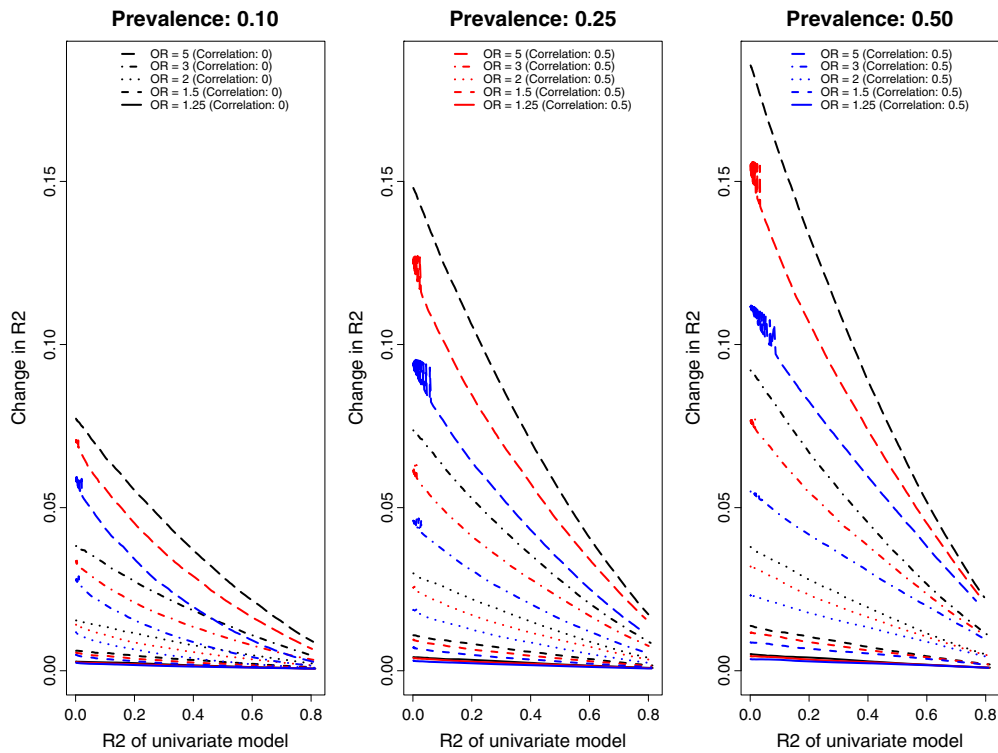 Prevalence: 0.10
OR = 5 (Correlation: 0)
OR = 3 (Correlation: 0)
OR = 2 (Correlation: 0)
OR = 1.5 (Correlation: 0)
OR = 1.25 (Correlation: 0)
Change in R2
0.00
0.05
0.10
0.15
0.0 0.2 0.4 0.6 0.8
R2 of univariate model
Prevalence: 0.25
OR = 5 (Correlation: 0.5)
OR = 3 (Correlation: 0.5)
OR = 2 (Correlation: 0.5)
OR = 1.5 (Correlation: 0.5)
OR = 1.25 (Correlation: 0.5)
Change in R2
0.00
0.05
0.10
0.15
0.0 0.2 0.4 0.6 0.8
R2 of univariate model
Prevalence: 0.50
OR = 5 (Correlation: 0.5)
OR = 3 (Correlation: 0.5)
OR = 2 (Correlation: 0.5)
OR = 1.5 (Correlation: 0.5)
OR = 1.25 (Correlation: 0.5)
Change in R2
0.00
0.05
0.10
0.15
0.0 0.2 0.4 0.6 0.8
R2 of univariate model